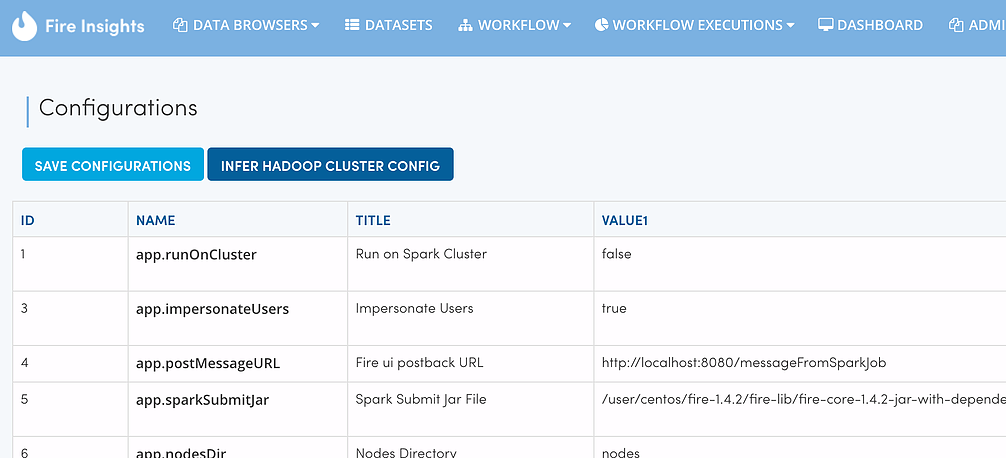 Fire Insights DATA BROWSERS DATASETS WORKFLOW WORKFLOW EXECUTIONS DASHBOARD
Configurations
SAVE CONFIGURATIONS INFER HADOOP CLUSTER CONFIG
ID NAME TITLE VALUE1
1 app.runOnCluster Run on Spark Cluster false
3 app.impersonateUsers Impersonate Users true
4 app.postMessageURL Fire ui postback URL http://localhost:8080/messageFromSparkJob
5 app.sparkSubmitJar Spark Submit Jar File /user/centos/fire-1.4.2/fire-lib/fire-core-1.4.2-jar-with-depende
6 app.nodesDir Nodes Directory nodes